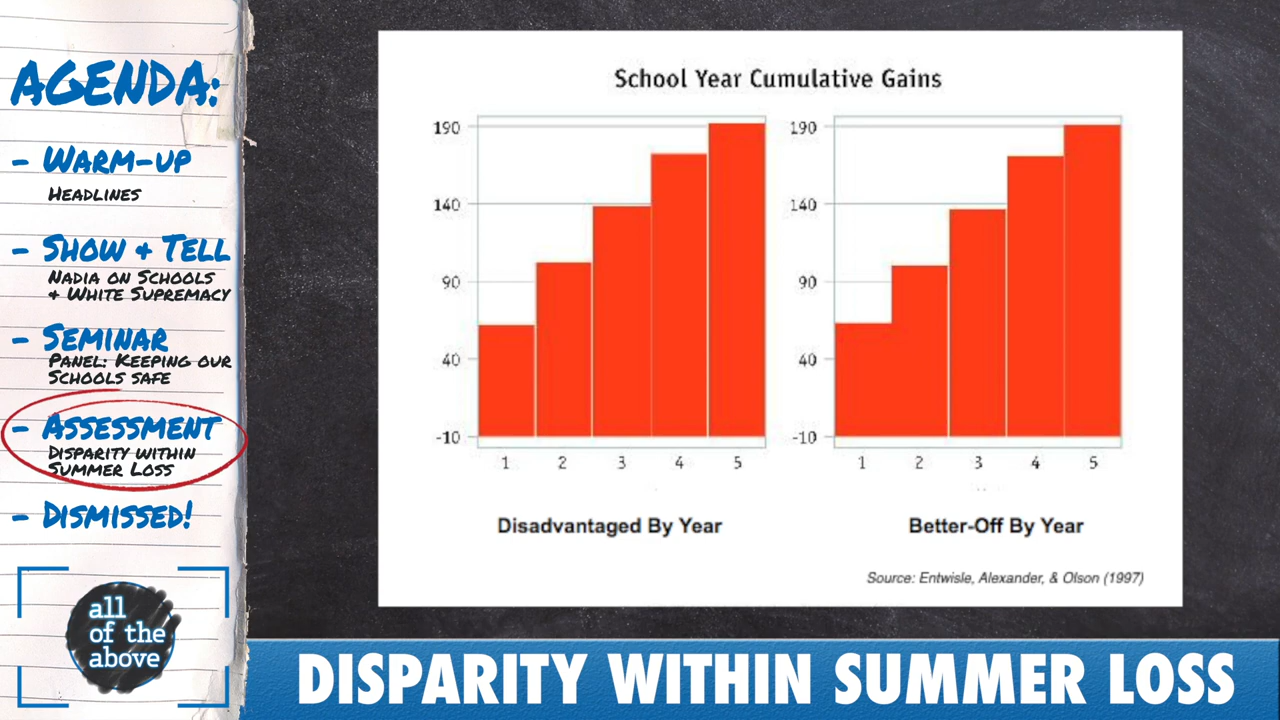 AGENDA:
- WARM-UP
HEADLINES
- SHOW + TELL
NADIA ON SCHOOLS
+ WHITE SUPREMACY
- SEMINAR
PANEL: KEEPING OUR
SCHOOLS SAFE
- ASSESSMENT
DISPARITY WITHIN
SUMMER LOSS
- DISMISSED!
all
of the
above
School Year Cumulative Gains
190
140
90
40
-10
1 2 3 4 5
Disadvantaged By Year
190
140
90
40
-10
1 2 3 4 5
Better-Off By Year
Source: Entwisle, Alexander, & Olson (1997)
DISPARITY WITHIN SUMMER LOSS